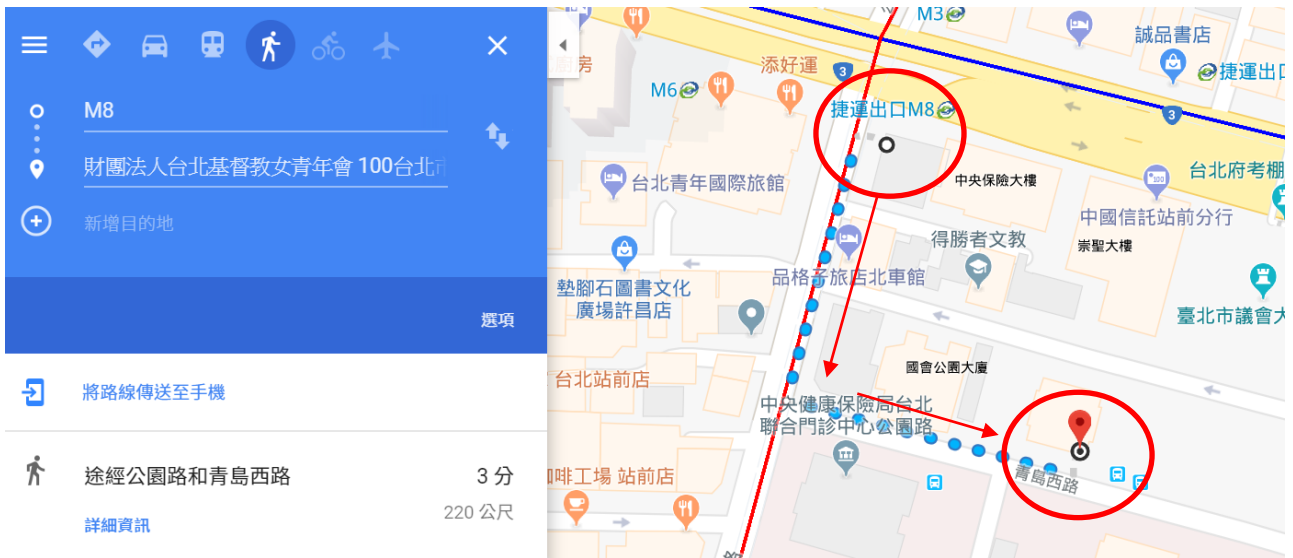 M8
財團法人台北基督教女青年會 100台北市
新增目的地
選項
將路線傳送至手機
途經公園路和青島西路
3 分
220 公尺
詳細資訊
M3
誠品書店
房
添好運
3
捷運出口
M6
捷運出口M8
3
台北青年國際旅館
中央保險大樓
100
台北府考棚
中國信託站前分行
得勝者文教
崇聖大樓
品格子旅店北車館
墊腳石圖書文化
廣場許昌店
臺北市議會大
國會公園大廈
台北站前店
中央健康保險局台北
聯合門診中心公園路
咖啡工場 站前店
青島西路